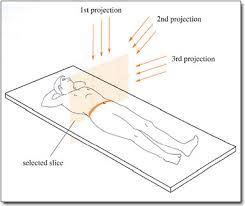 1st projection
2nd projection
3rd projection
selected slice